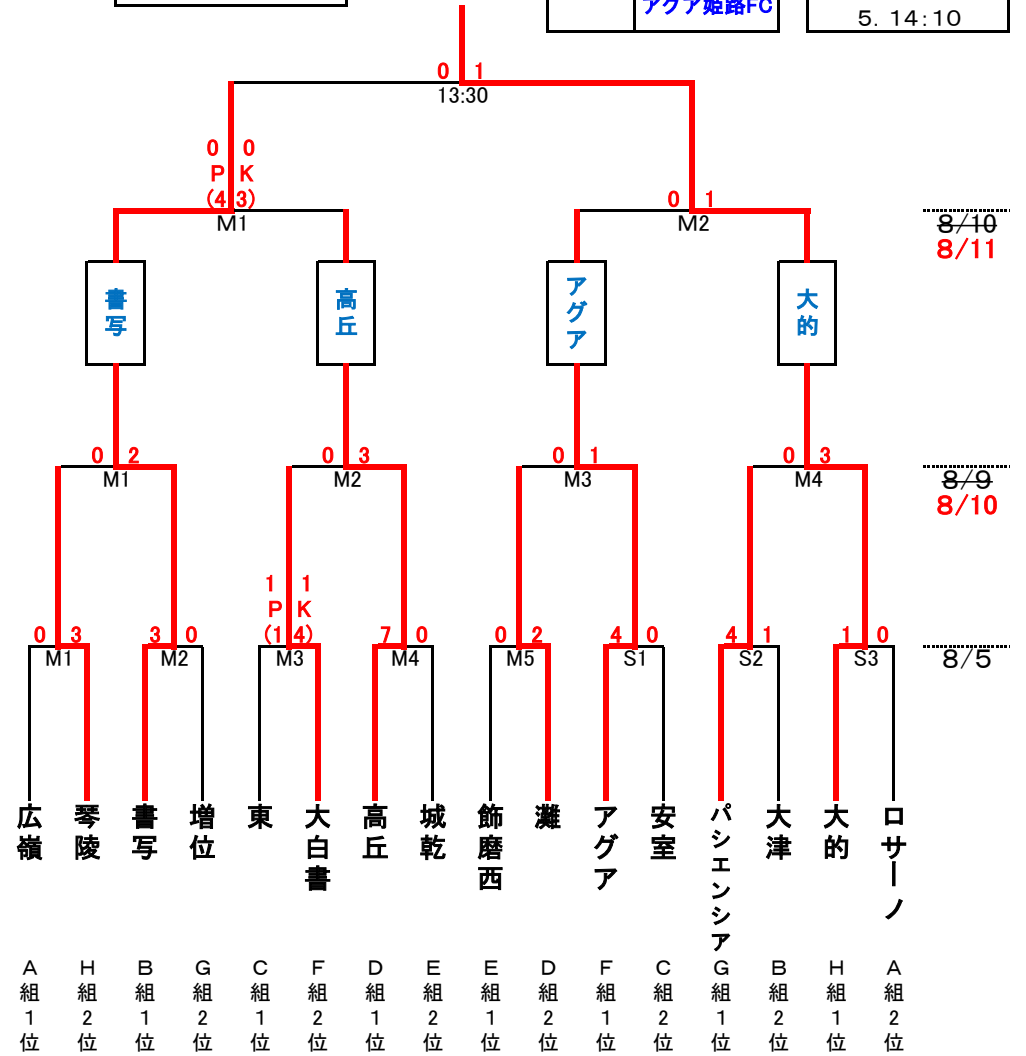 アクア姫路FC
5. 14:10
0 1
13:30
0 0
P K
(4 3)
M1
0 1
M2
8/10
8/11
書写
高丘
アグア
大的
0 2
M1
0 3
M2
0 1
M3
0 3
M4
8/9
8/10
1 1
P K
(1 4)
0 3
M1
3 0
M2
M3
7 0
M4
0 2
M5
4 0
S1
4 1
S2
1 0
S3
8/5
広嶺
琴陵
書写
増位
東
大白書
高丘
城乾
飾磨西
灘
アグア
安室
パシエンシア
大津
大的
ロサーノ
A組1位
H組2位
B組1位
G組2位
C組1位
F組2位
D組1位
E組2位
E組1位
D組2位
F組1位
C組2位
G組1位
B組2位
H組1位
A組2位